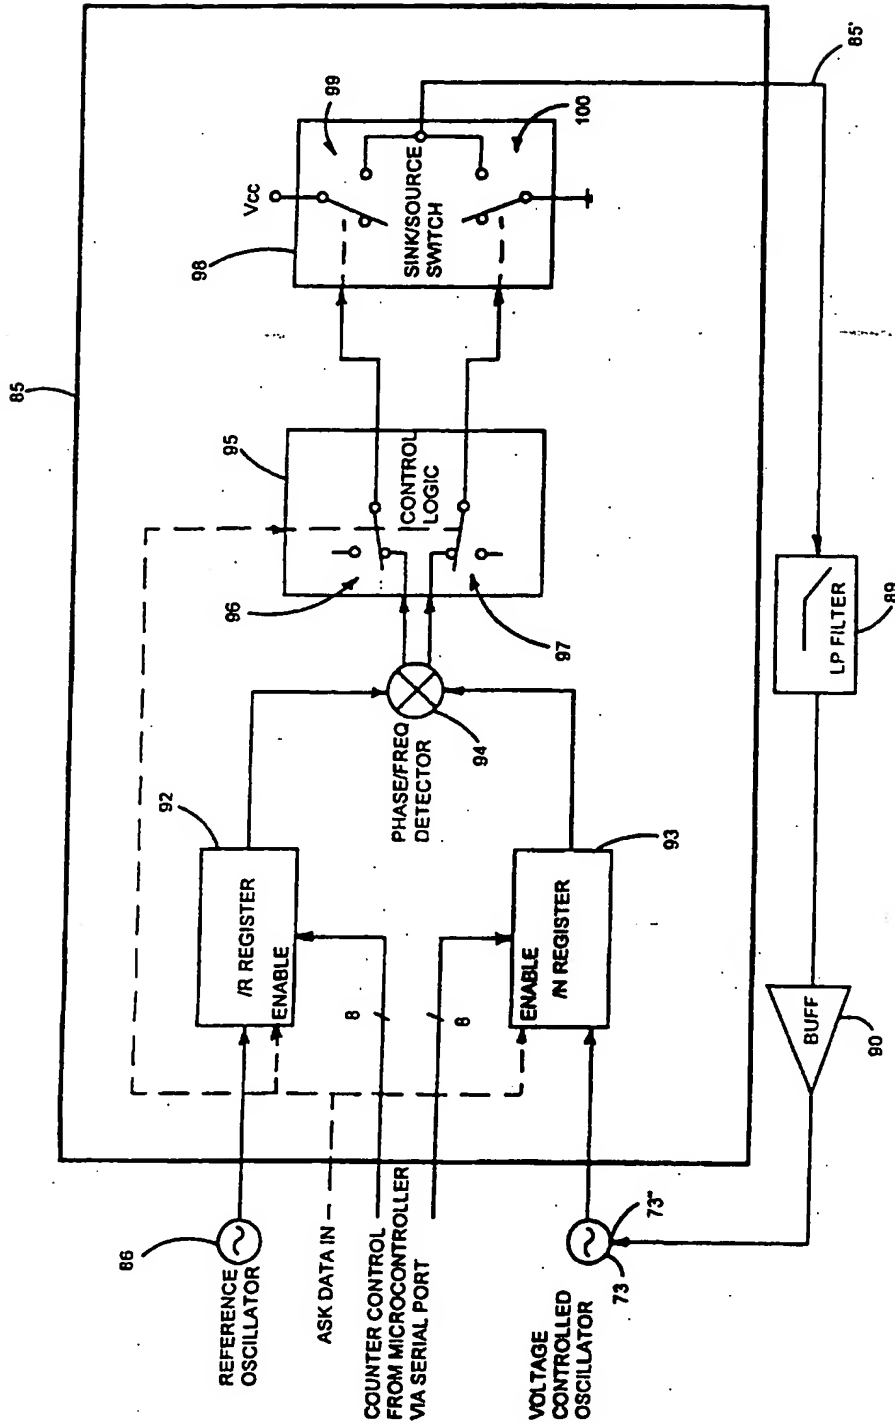 85
92
/R REGISTER
ENABLE
86
REFERENCE
OSCILLATOR
ASK DATA IN
COUNTER CONTROL
FROM MICROCONTROLLER
VIA SERIAL PORT
8
8
ENABLE
/N REGISTER
93
VOLTAGE
CONTROLLED
OSCILLATOR
73
73"
PHASE/FREQ
DETECTOR
94
95
96
CONTROL
LOGIC
97
98
Vcc
99
SINK/SOURCE
SWITCH
100
85'
LP FILTER
89
BUFF
90